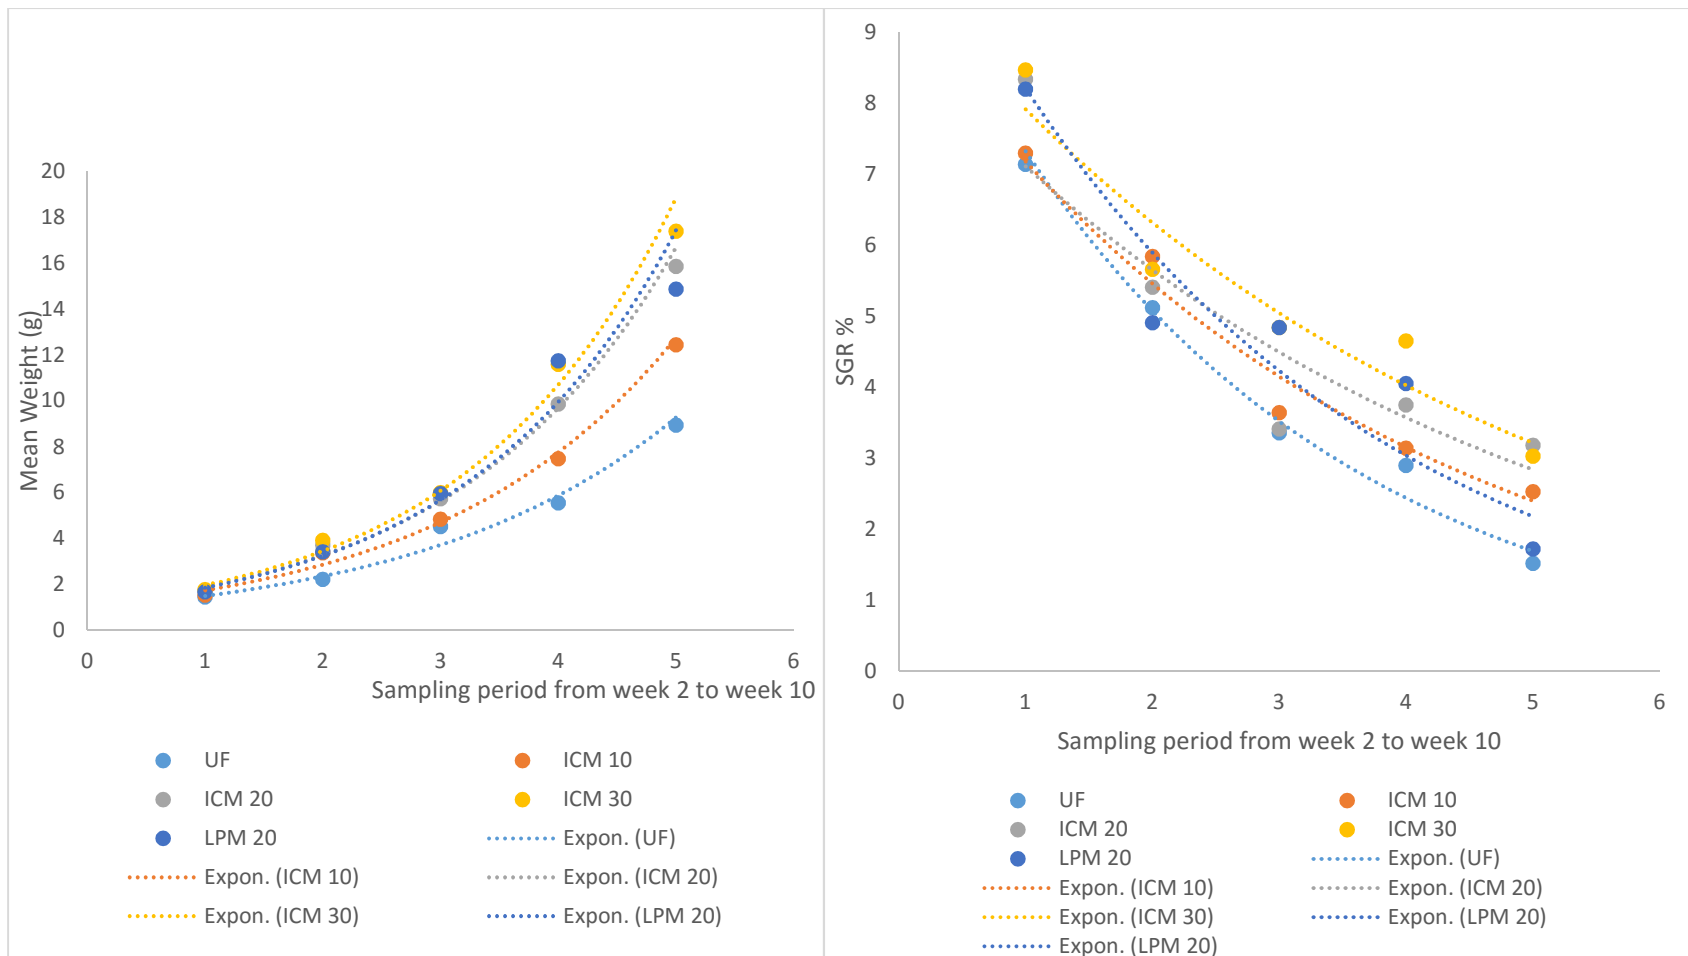 20
18
16
14
12
10
8
6
4
2
0
Mean Weight (g)
0 1 2 3 4 5 6
Sampling period from week 2 to week 10
UF ICM 10
ICM 20 ICM 30
LPM 20 Expon. (UF)
Expon. (ICM 10) Expon. (ICM 20)
Expon. (ICM 30) Expon. (LPM 20)
9
8
7
6
5
4
3
2
1
0
SGR %
0 1 2 3 4 5 6
Sampling period from week 2 to week 10
UF ICM 10
ICM 20 ICM 30
LPM 20 Expon. (UF)
Expon. (ICM 10) Expon. (ICM 20)
Expon. (ICM 30) Expon. (LPM 20)
Expon. (LPM 20)